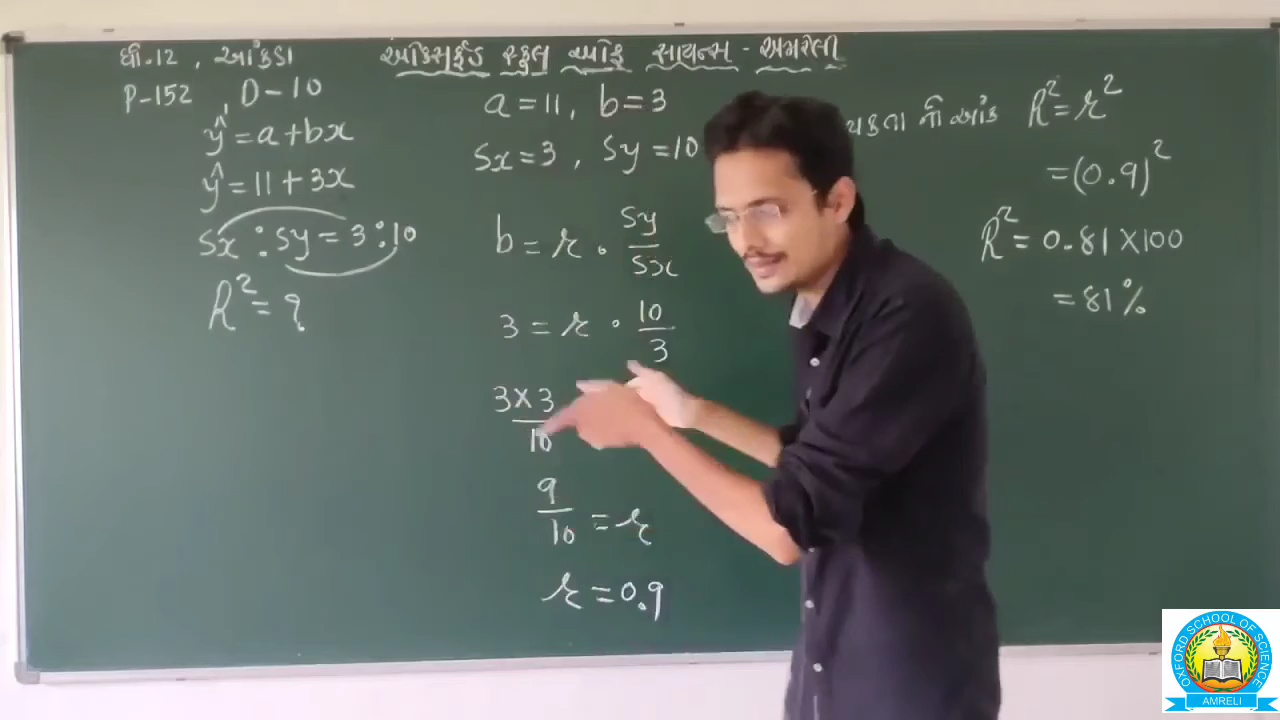 ધો.12 , આંકડા
ઓક્સફર્ડ સ્કુલ ઓફ સાયન્સ - અમરેલી
P-152 , D-10
ŷ = a + bx
ŷ = 11 + 3x
Sx : Sy = 3 : 10
R² = ?
a = 11, b = 3
Sx = 3 , Sy = 10
b = r · Sy/Sx
3 = r · 10/3
3 × 3/10
9/10 = r
r = 0.9
યકતા નો આંક R² = r²
= (0.9)²
R² = 0.81 × 100
= 81%
OXFORD SCHOOL OF SCIENCE
AMRELI